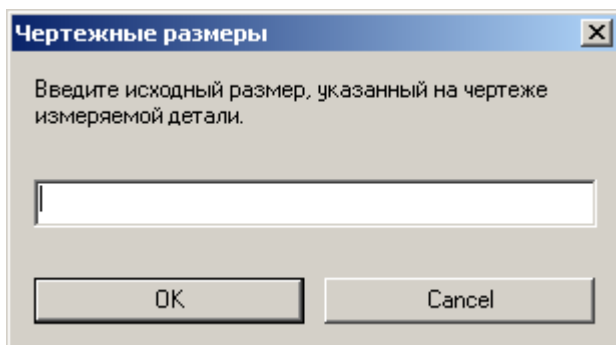 Чертежные размеры
Введите исходный размер, указанный на чертеже
измеряемой детали.
OK
Cancel